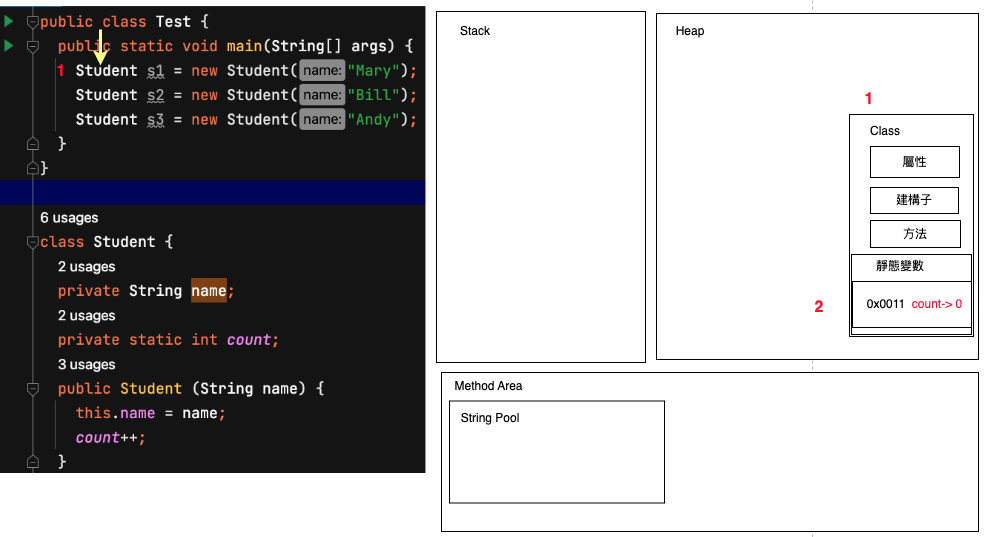 public class Test {
public static void main(String[] args) {
1 Student s1 = new Student( name: "Mary");
Student s2 = new Student( name: "Bill");
Student s3 = new Student( name: "Andy");
}
}
6 usages
class Student {
2 usages
private String name;
2 usages
private static int count;
3 usages
public Student (String name) {
this.name = name;
count++;
}
Stack
Heap
1
Class
屬性
建構子
方法
靜態變數
2
0x0011 count-> 0
Method Area
String Pool